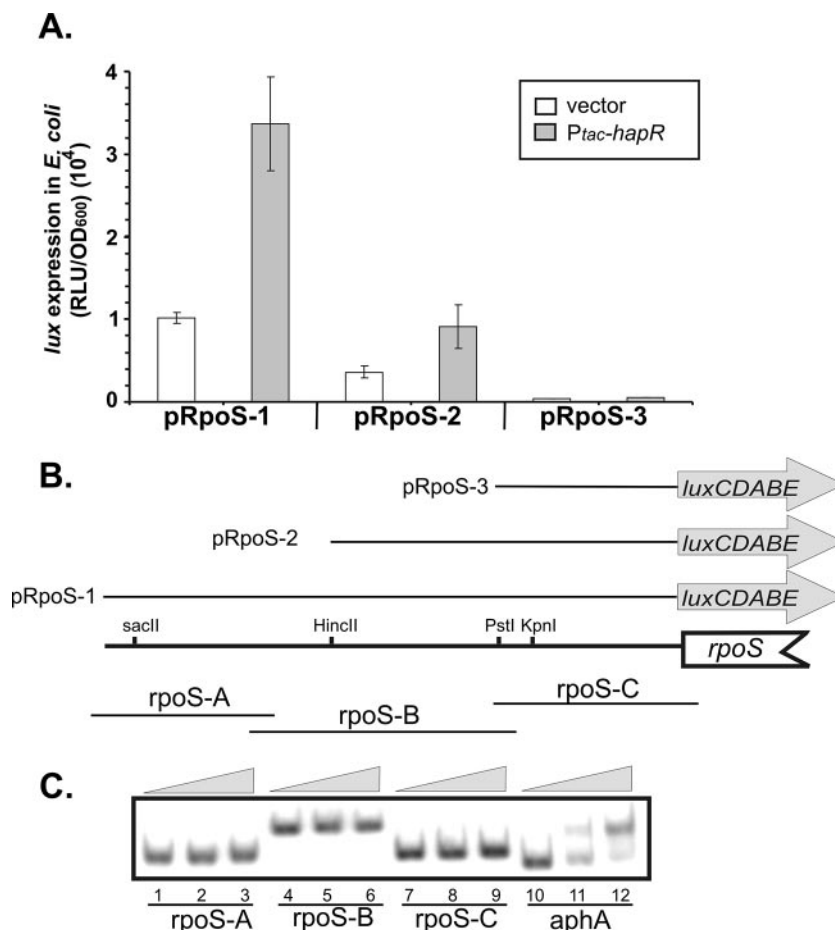 A.
lux expression in E. coli
(RLU/OD600) (10^4)
4
3
2
1
0
vector
Ptac-hapR
pRpoS-1
pRpoS-2
pRpoS-3
B.
pRpoS-3
luxCDABE
pRpoS-2
luxCDABE
pRpoS-1
luxCDABE
sacII
HincII
PstI KpnI
rpoS
rpoS-A
rpoS-B
rpoS-C
C.
1 2 3 4 5 6 7 8 9 10 11 12
rpoS-A rpoS-B rpoS-C aphA